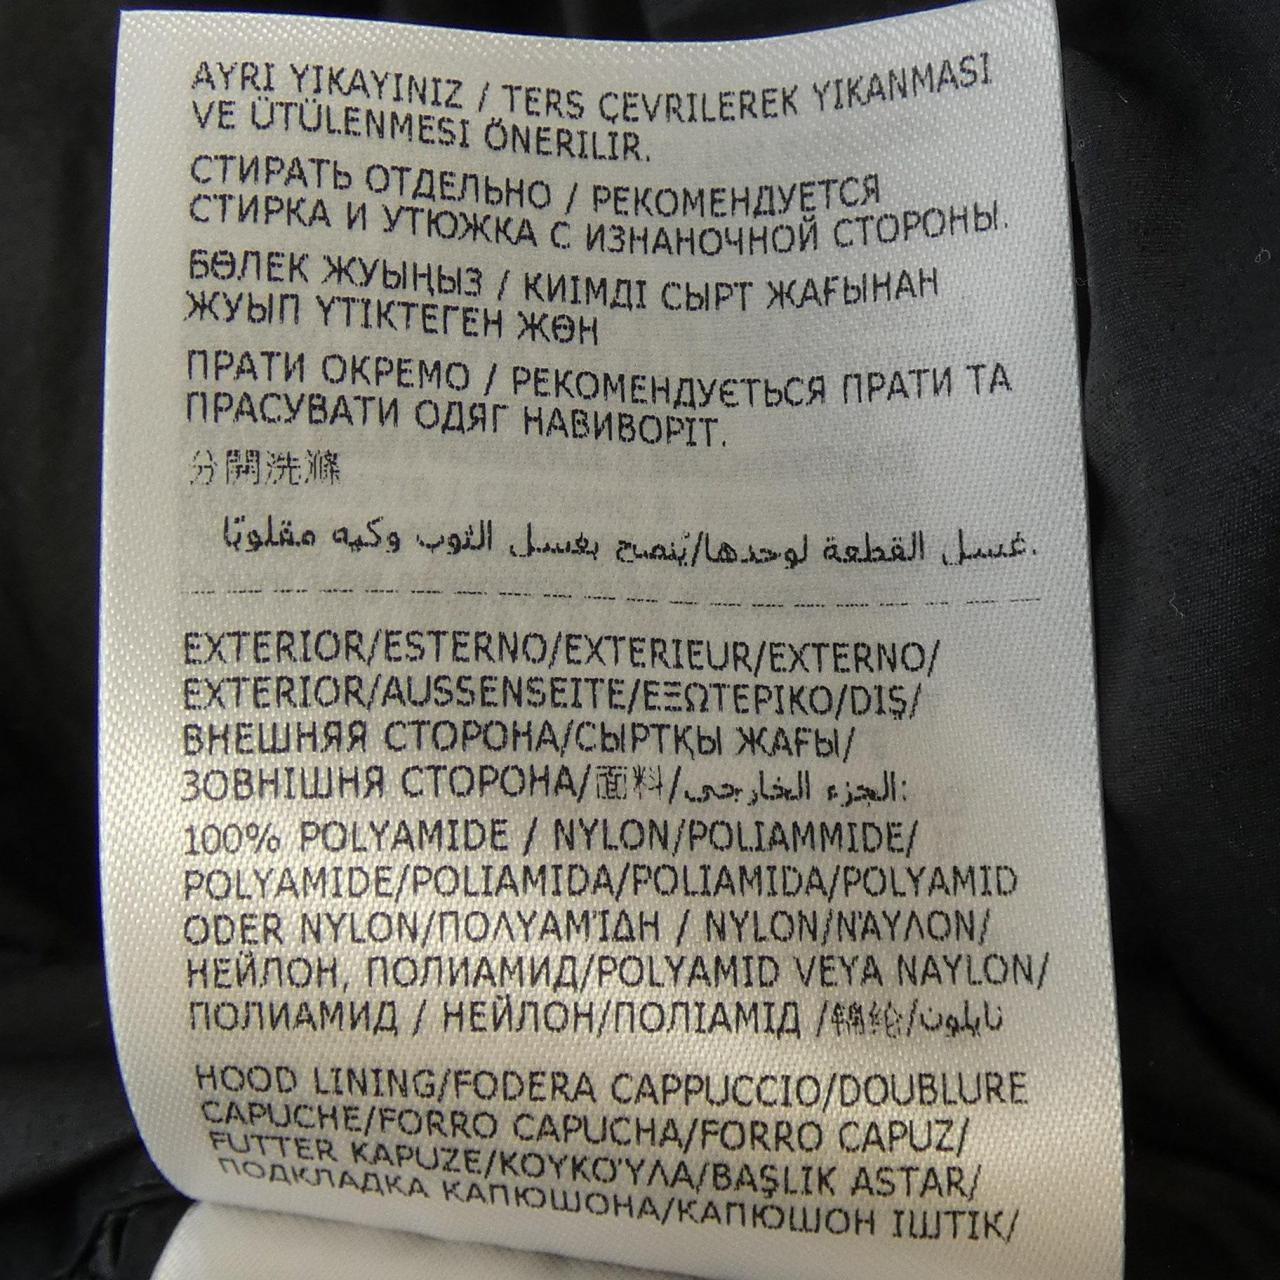 AYRI YIKAYINIZ / TERS ÇEVRILEREK YIKANMASI
VE ÜTÜLENMESI ÖNERILIR.
СТИРАТЬ ОТДЕЛЬНО / РЕКОМЕНДУЕТСЯ
СТИРКА И УТЮЖКА С ИЗНАНОЧНОЙ СТОРОНЫ.
БӨЛЕК ЖУЫҢЫЗ / КИІМДІ СЫРТ ЖАҒЫНАН
ЖУЫП ҮТІКТЕГЕН ЖӨН
ПРАТИ ОКРЕМО / РЕКОМЕНДУЄТЬСЯ ПРАТИ ТА
ПРАСУВАТИ ОДЯГ НАВИВОРІТ.
分開洗滌
غسل القطعة لوحدها/يُنصح بغسل الثوب وكيه مقلوبًا.
EXTERIOR/ESTERNO/EXTERIEUR/EXTERNO/
EXTERIOR/AUSSENSEITE/ΕΞΩΤΕΡΙΚΟ/DIŞ/
ВНЕШНЯЯ СТОРОНА/СЫРТҚЫ ЖАҒЫ/
ЗОВНІШНЯ СТОРОНА/面料/الجزء الخارجي:
100% POLYAMIDE / NYLON/POLIAMMIDE/
POLYAMIDE/POLIAMIDA/POLIAMIDA/POLYAMID
ODER NYLON/ΠΟΛΥΑΜΊΔΗ / NYLON/ΝΆΥΛΟΝ/
НЕЙЛОН, ПОЛИАМИД/POLYAMID VEYA NAYLON/
ПОЛИАМИД / НЕЙЛОН/ПОЛІАМІД /錦纶/نايلون
HOOD LINING/FODERA CAPPUCCIO/DOUBLURE
CAPUCHE/FORRO CAPUCHA/FORRO CAPUZ/
FUTTER KAPUZE/ΚΟΥΚΟΎΛΑ/BAŞLIK ASTAR/
ПОДКЛАДКА КАПЮШОНА/КАПЮШОН ІШТІК/